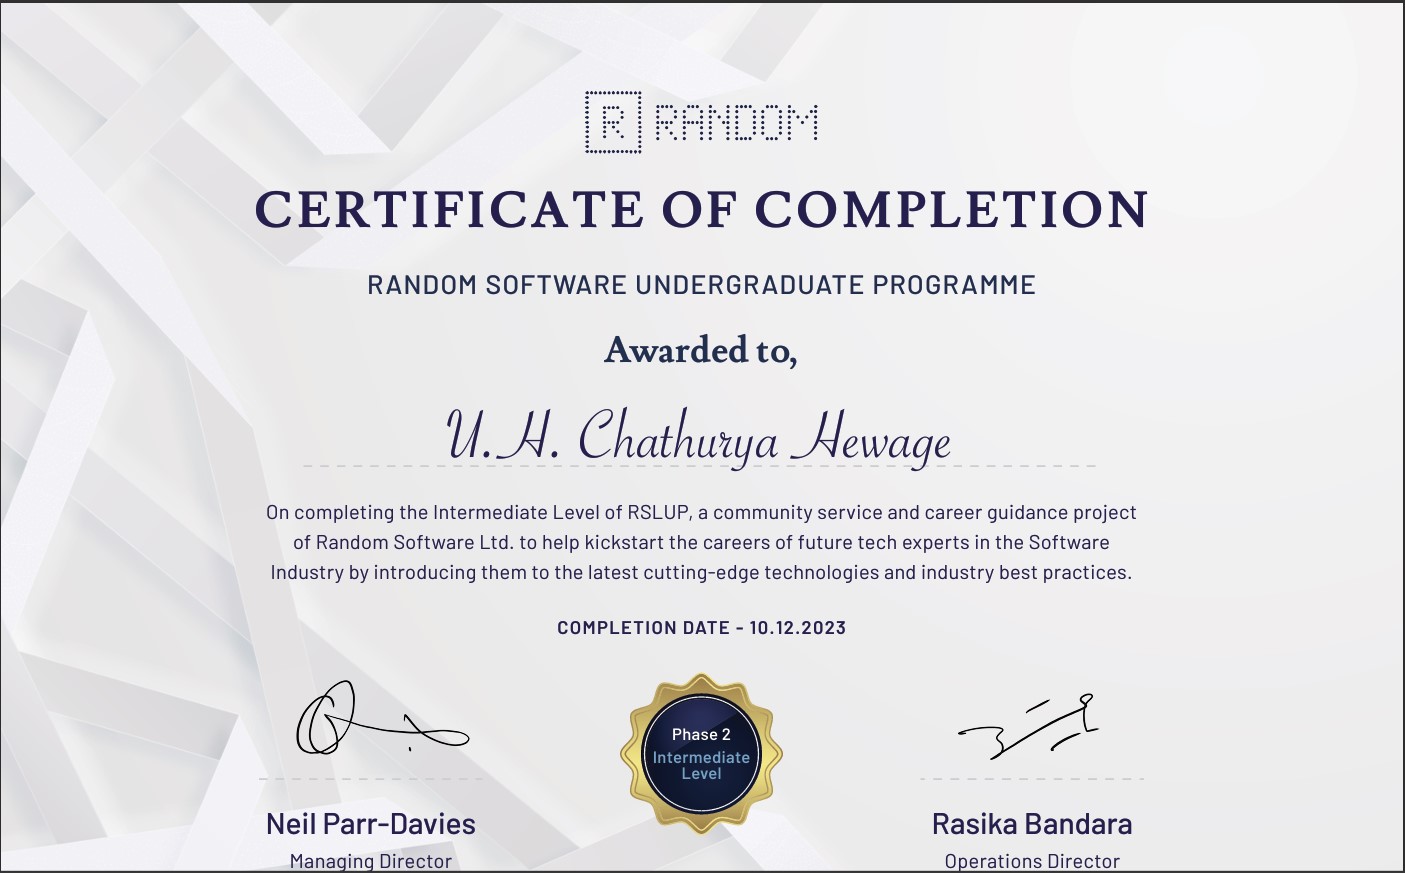 R RANDOM
CERTIFICATE OF COMPLETION
RANDOM SOFTWARE UNDERGRADUATE PROGRAMME
Awarded to,
U.H. Chathurya Hewage
On completing the Intermediate Level of RSLUP, a community service and career guidance project
of Random Software Ltd. to help kickstart the careers of future tech experts in the Software
Industry by introducing them to the latest cutting-edge technologies and industry best practices.
COMPLETION DATE - 10.12.2023
Phase 2
Intermediate
Level
Neil Parr-Davies
Managing Director
Rasika Bandara
Operations Director